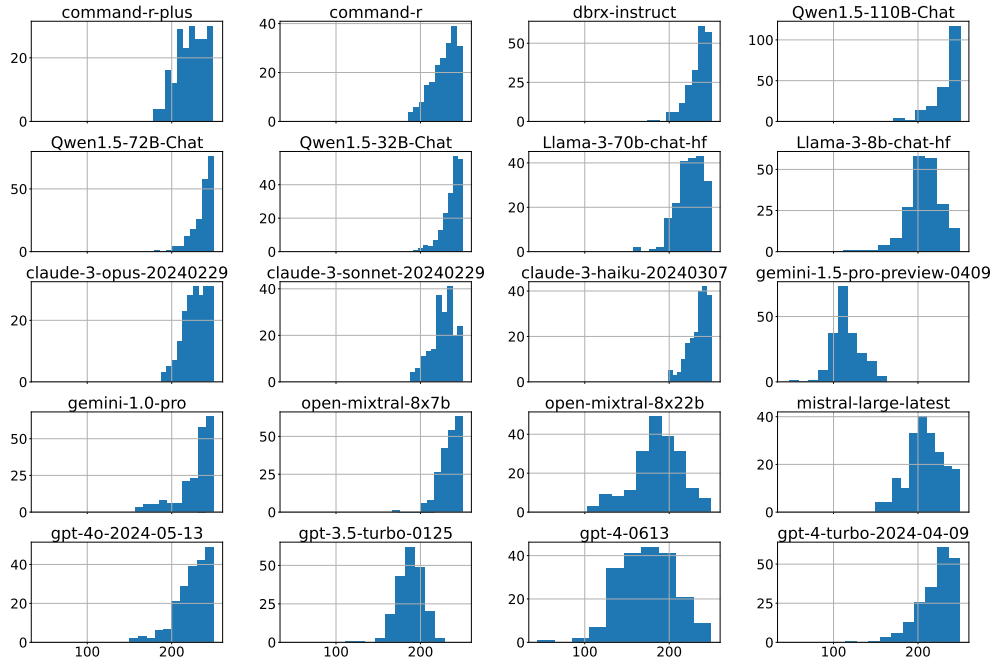 command-r-plus command-r dbrx-instruct Qwen1.5-110B-Chat
20 0
40 20 0
50 25 0
100 50 0
Qwen1.5-72B-Chat Qwen1.5-32B-Chat Llama-3-70b-chat-hf Llama-3-8b-chat-hf
50 0
40 20 0
40 20 0
50 25 0
claude-3-opus-20240229 claude-3-sonnet-20240229 claude-3-haiku-20240307 gemini-1.5-pro-preview-0409
20 0
40 20 0
40 20 0
50 0
gemini-1.0-pro open-mixtral-8x7b open-mixtral-8x22b mistral-large-latest
50 25 0
50 25 0
40 20 0
40 20 0
gpt-4o-2024-05-13 gpt-3.5-turbo-0125 gpt-4-0613 gpt-4-turbo-2024-04-09
40 20 0
50 25 0
40 20 0
50 25 0
100 200 100 200 100 200 100 200